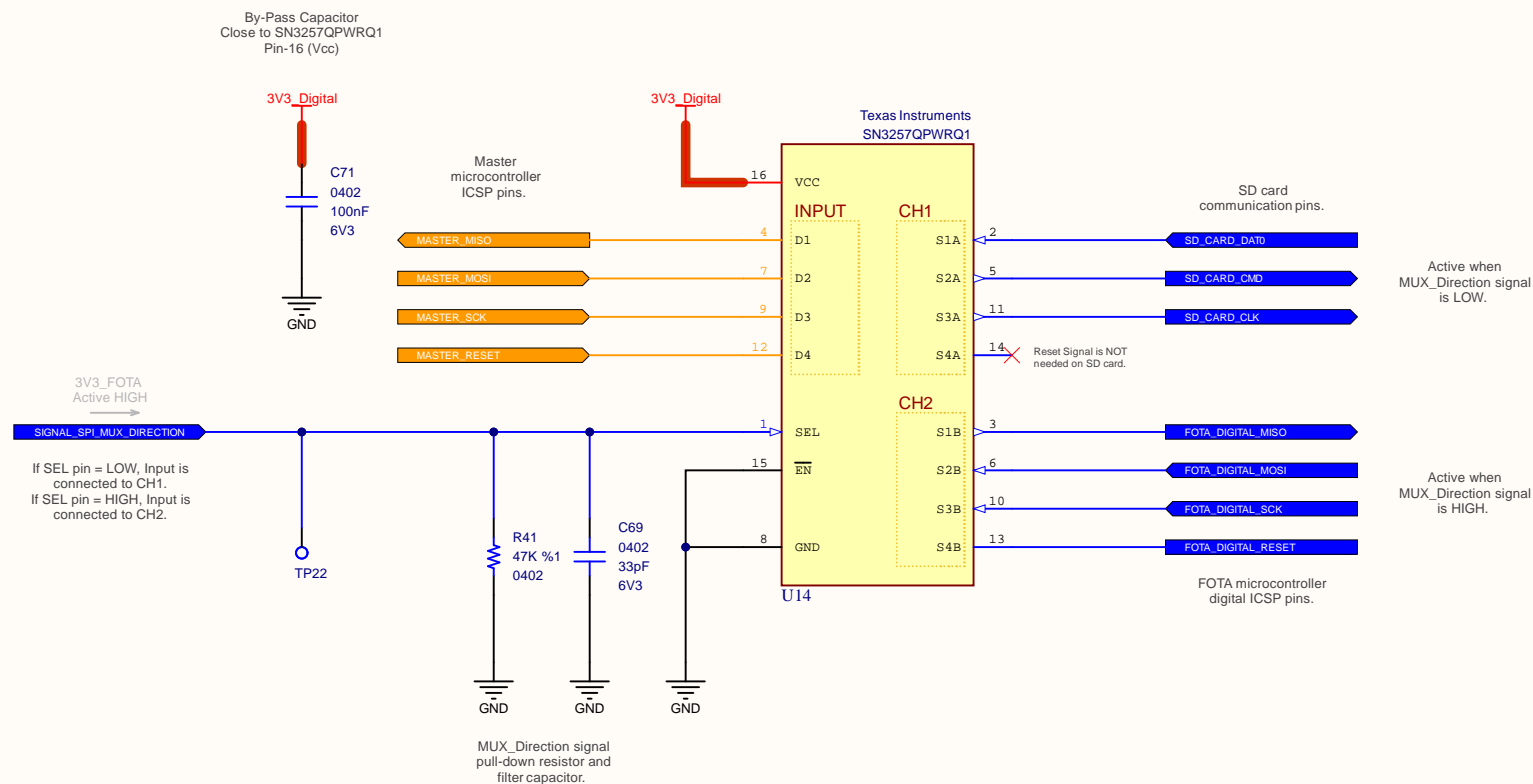 By-Pass Capacitor
Close to SN3257QPWRQ1
Pin-16 (Vcc)
3V3_Digital
C71
0402
100nF
6V3
GND
Master
microcontroller
ICSP pins.
3V3_Digital
Texas Instruments
SN3257QPWRQ1
16
VCC
INPUT
CH1
MASTER_MISO
4
D1
S1A
2
SD_CARD_DAT0
MASTER_MOSI
7
D2
S2A
5
SD_CARD_CMD
MASTER_SCK
9
D3
S3A
11
SD_CARD_CLK
MASTER_RESET
12
D4
S4A
14
Reset Signal is NOT
needed on SD card.
SD card
communication pins.
Active when
MUX_Direction signal
is LOW.
3V3_FOTA
Active HIGH
SIGNAL_SPI_MUX_DIRECTION
If SEL pin = LOW, Input is
connected to CH1.
If SEL pin = HIGH, Input is
connected to CH2.
TP22
R41
47K %1
0402
GND
C69
0402
33pF
6V3
GND
MUX_Direction signal
pull-down resistor and
filter capacitor.
1
SEL
15
EN
8
GND
GND
CH2
S1B
3
FOTA_DIGITAL_MISO
S2B
6
FOTA_DIGITAL_MOSI
S3B
10
FOTA_DIGITAL_SCK
S4B
13
FOTA_DIGITAL_RESET
U14
Active when
MUX_Direction signal
is HIGH.
FOTA microcontroller
digital ICSP pins.